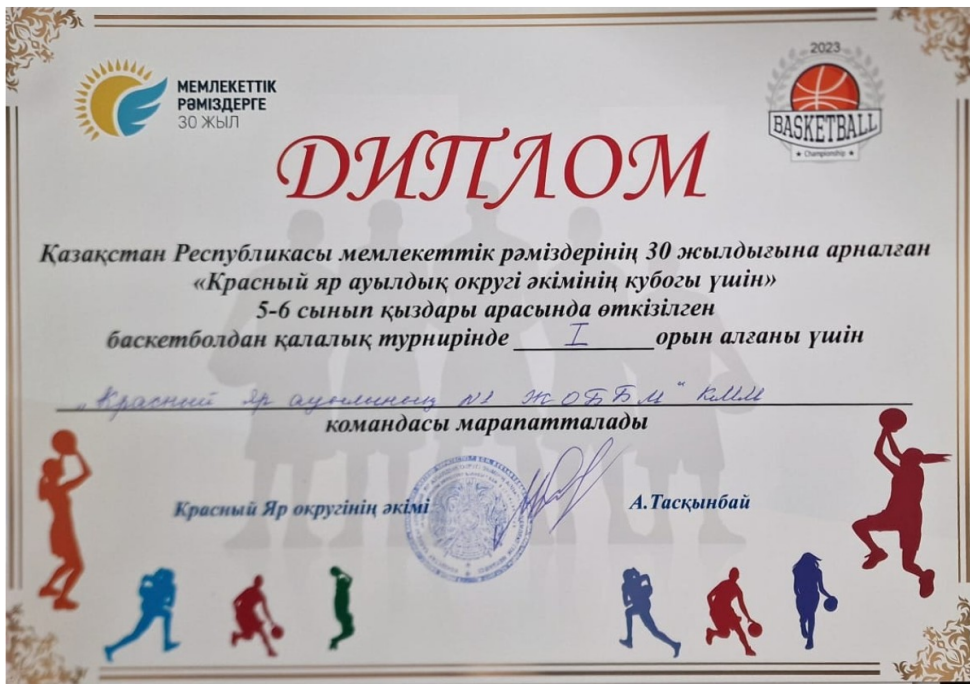 МЕМЛЕКЕТТІК
РӘМІЗДЕРГЕ
30 ЖЫЛ
2023
BASKETBALL
Championship
ДИПЛОМ
Қазақстан Республикасы мемлекеттік рәміздерінің 30 жылдығына арналған
«Красный яр ауылдық округі әкімінің кубогы үшін»
5-6 сынып қыздары арасында өткізілген
баскетболдан қалалық турнирінде I орын алғаны үшін
"Красный Яр ауылының №1 ЖОББМ" КММ
командасы марапатталады
Красный Яр округінің әкімі
А.Тасқынбай